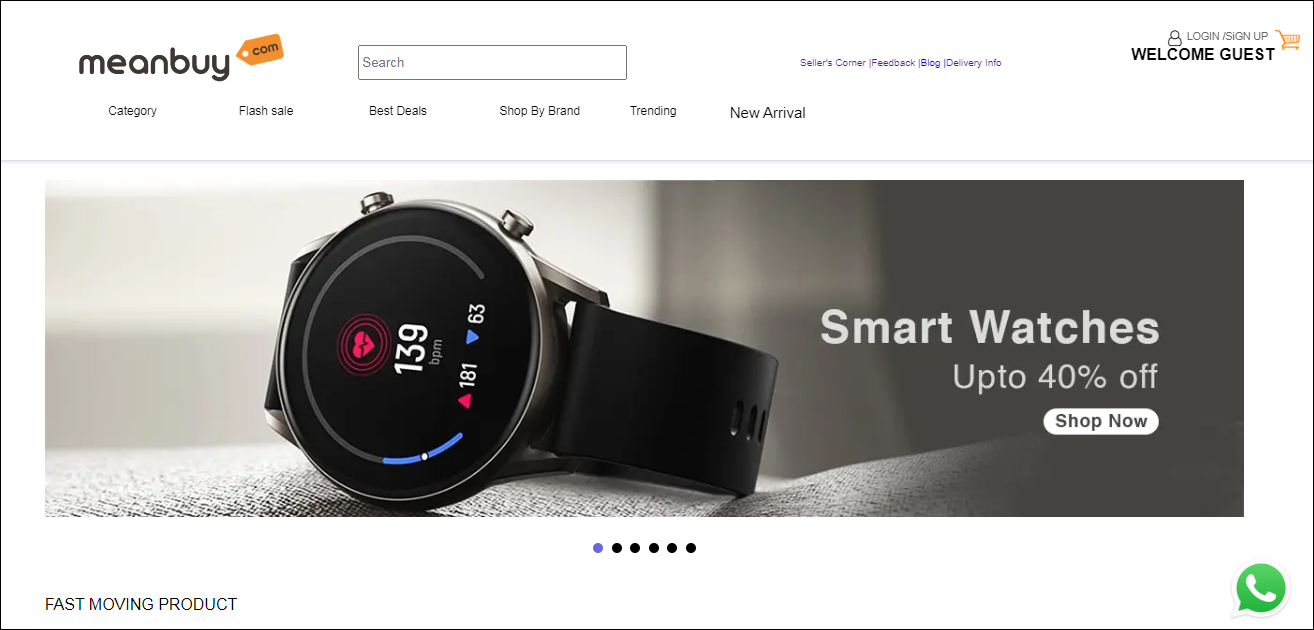 meanbuy
com
Search
Seller's Corner |Feedback |Blog |Delivery Info
LOGIN /SiGN UP
WELCOME GUEST
Category
Flash sale
Best Deals
Shop By Brand
Trending
New Arrival
139
bpm
181
63
Smart Watches
Upto 40% off
Shop Now
FAST MOVING PRODUCT